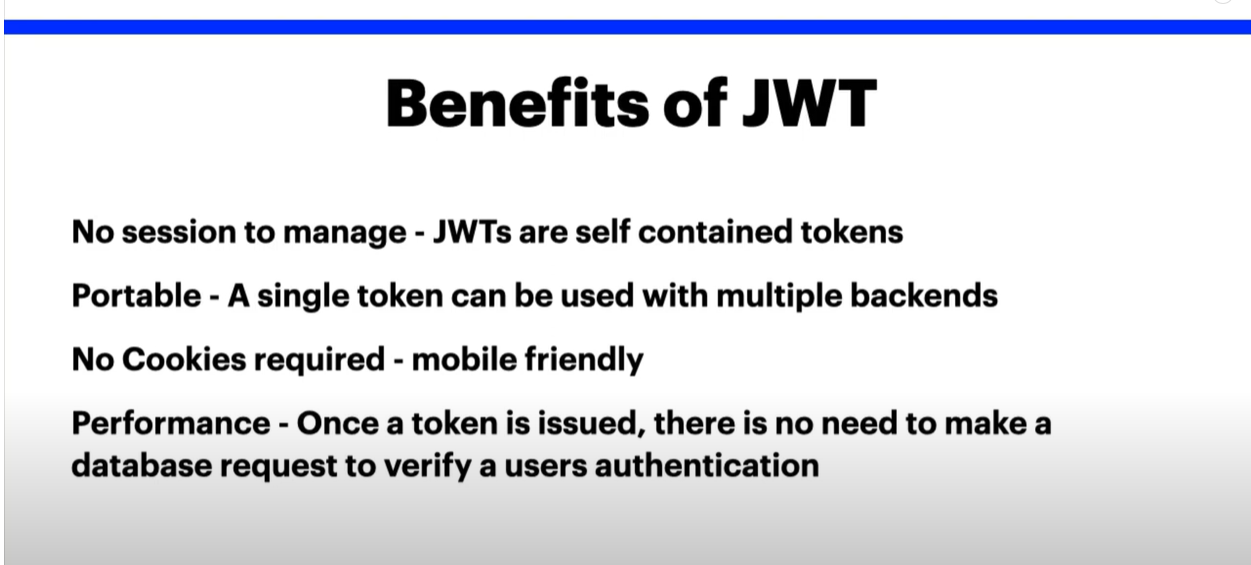 Benefits of JWT
No session to manage - JWTs are self contained tokens
Portable - A single token can be used with multiple backends
No Cookies required - mobile friendly
Performance - Once a token is issued, there is no need to make a
database request to verify a users authentication